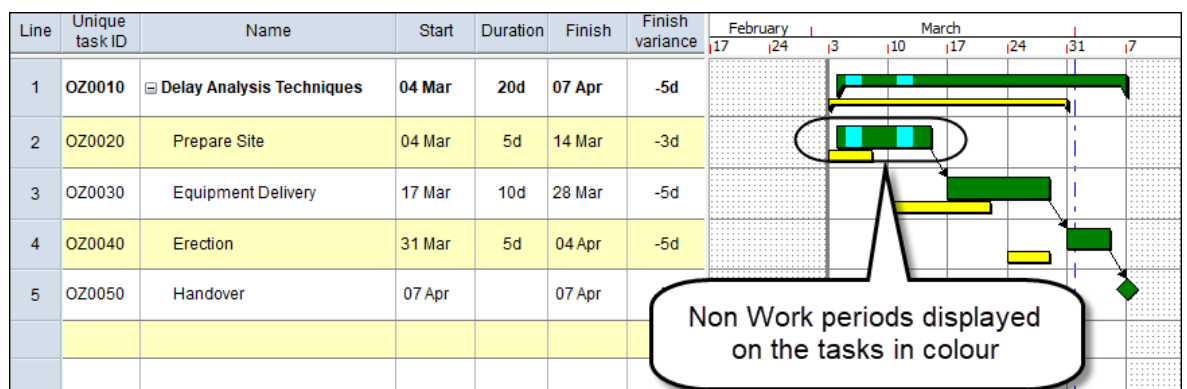 Line Unique task ID Name Start Duration Finish Finish variance February March
17 24 3 10 17 24 31 7
1 OZ0010 Delay Analysis Techniques 04 Mar 20d 07 Apr -5d
2 OZ0020 Prepare Site 04 Mar 5d 14 Mar -3d
3 OZ0030 Equipment Delivery 17 Mar 10d 28 Mar -5d
4 OZ0040 Erection 31 Mar 5d 04 Apr -5d
5 OZ0050 Handover 07 Apr 07 Apr
Non Work periods displayed
on the tasks in colour